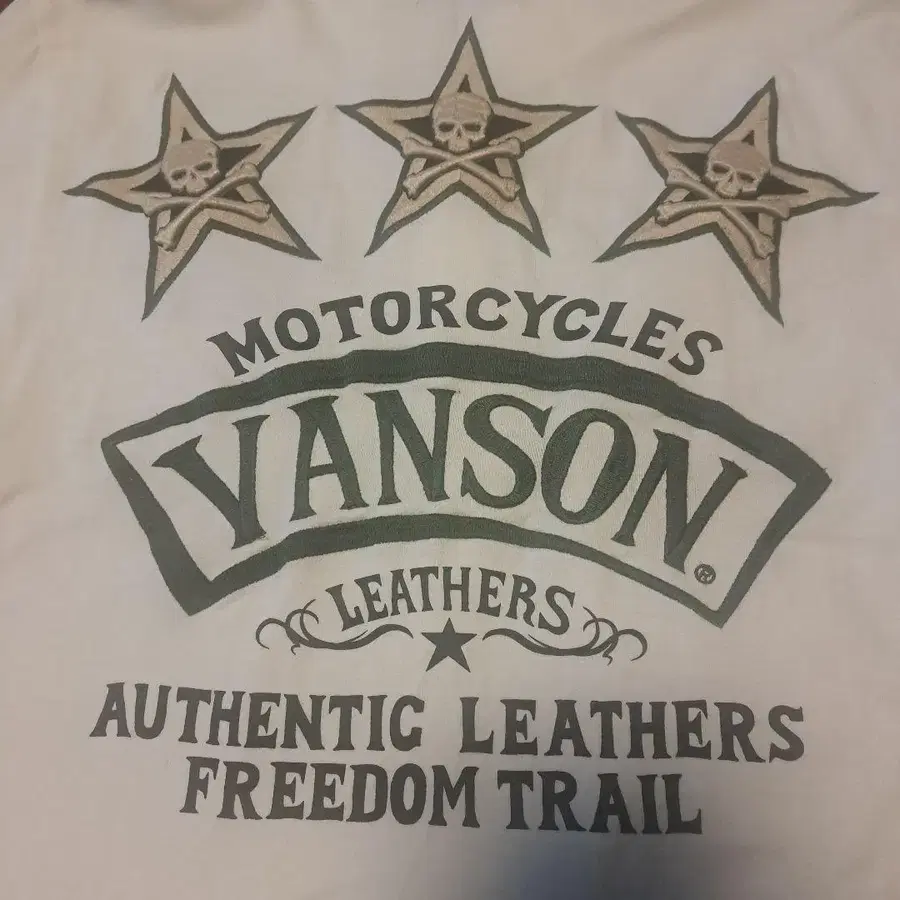 MOTORCYCLES
VANSON®
LEATHERS
AUTHENTIC LEATHERS
FREEDOM TRAIL